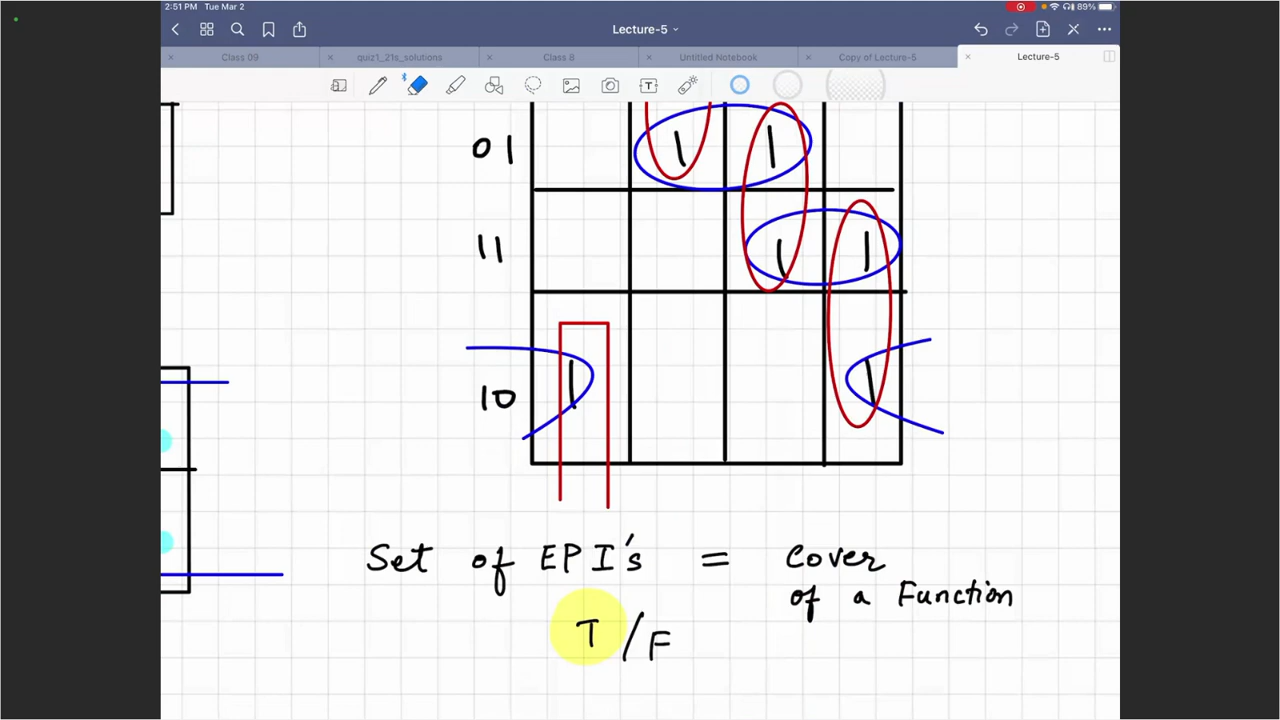 2:51 PM Tue Mar 2
89%
Lecture-5
Class 09
quiz1_21s_solutions
Class 8
Untitled Notebook
Copy of Lecture-5
Lecture-5
T
01 1 1
11 1 1
10 1 1
Set of EPI's = Cover
of a Function
T/F